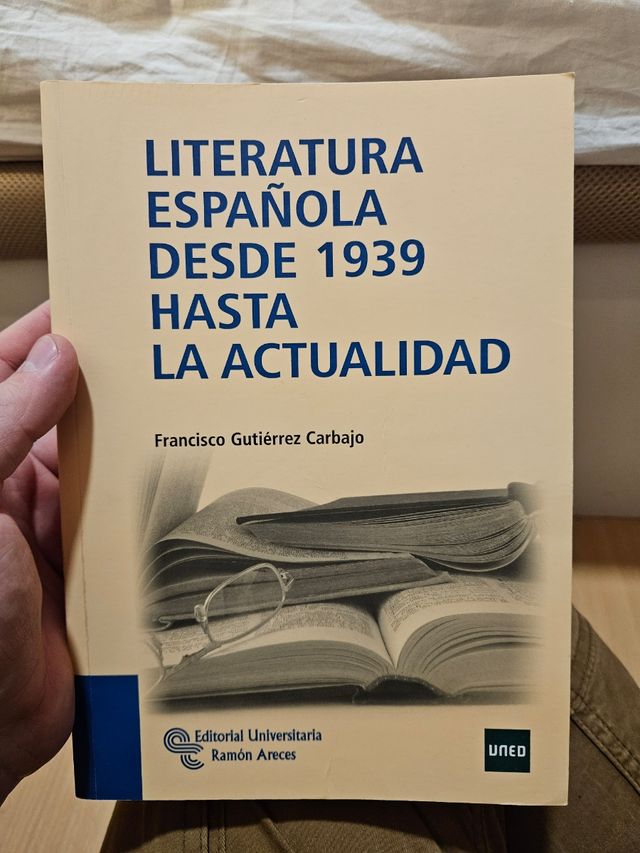 LITERATURA
ESPAÑOLA
DESDE 1939
HASTA
LA ACTUALIDAD
Francisco Gutiérrez Carbajo
Editorial Universitaria
Ramón Areces
UNED